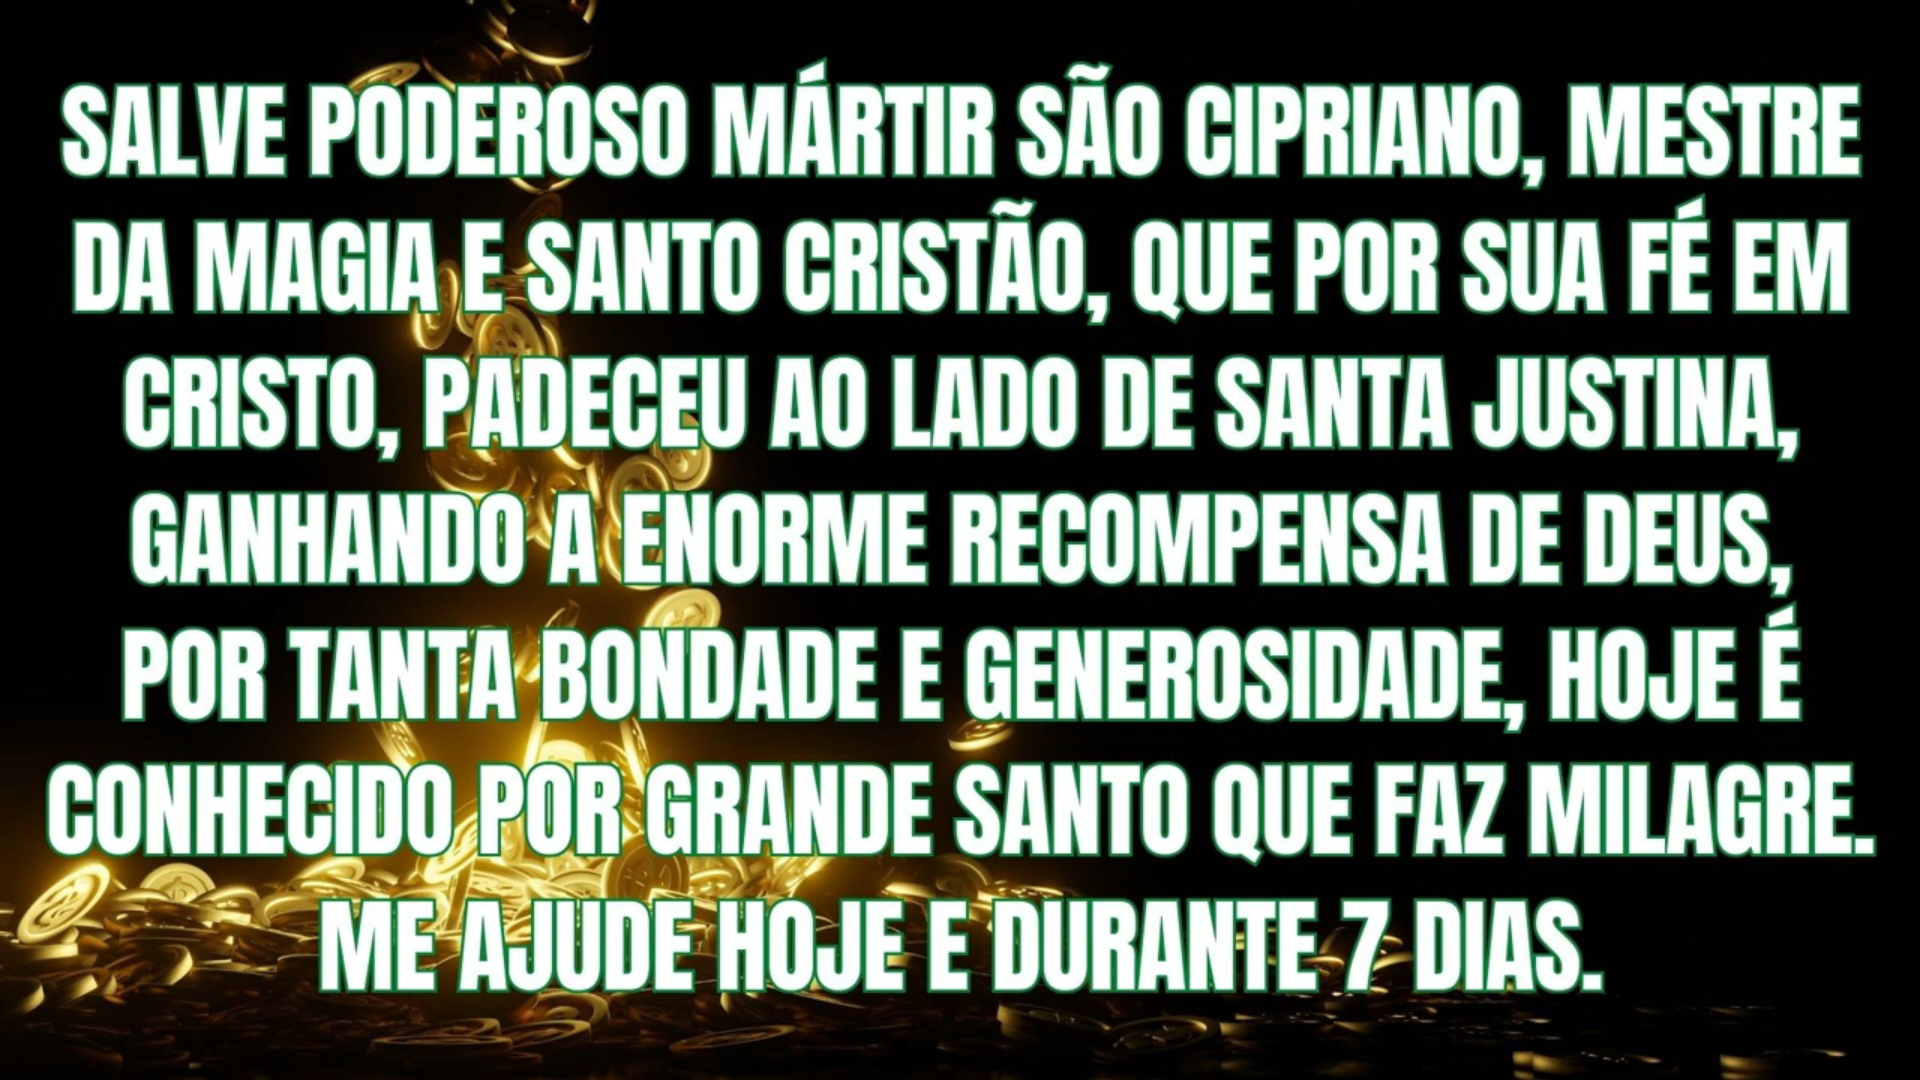 SALVE PODEROSO MÁRTIR SÃO CIPRIANO, MESTRE
DA MAGIA E SANTO CRISTÃO, QUE POR SUA FÉ EM
CRISTO, PADECEU AO LADO DE SANTA JUSTINA,
GANHANDO A ENORME RECOMPENSA DE DEUS,
POR TANTA BONDADE E GENEROSIDADE, HOJE É
CONHECIDO POR GRANDE SANTO QUE FAZ MILAGRE.
ME AJUDE HOJE E DURANTE 7 DIAS.